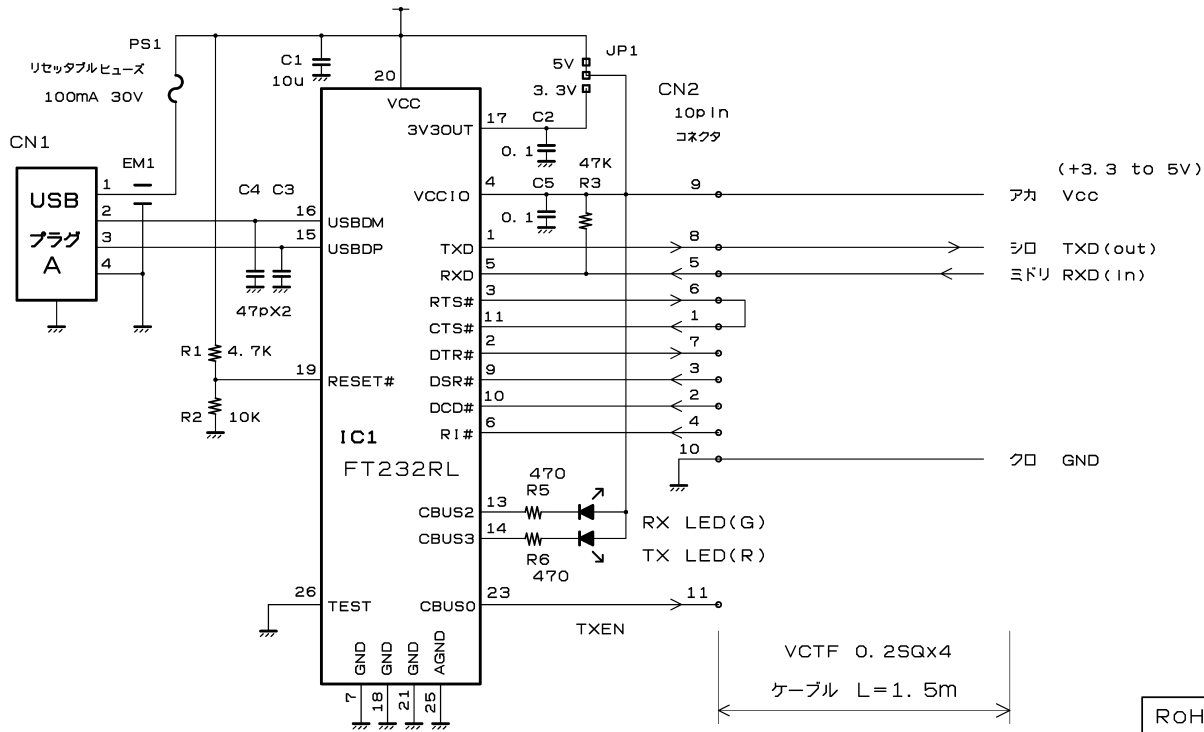 PS1
リセッタブルヒューズ
100mA 30V
CN1
USB
プラグ
A
1
2
3
4
EM1
C4 C3
47pX2
C1
10u
20
VCC
R1 4.7K
R2 10K
16 USBDM
15 USBDP
19 RESET#
26 TEST
IC1
FT232RL
3V3OUT 17
VCCIO 4
TXD 1
RXD 5
RTS# 3
CTS# 11
DTR# 2
DSR# 9
DCD# 10
RI# 6
CBUS2 13
CBUS3 14
CBUS0 23
GND
GND
GND
AGND
7
18
21
25
C2
0.1
C5
0.1
47K
R3
JP1
5V
3.3V
CN2
10pin
コネクタ
9
8
5
6
1
7
3
2
4
10
11
470
R5
R6
470
RX LED(G)
TX LED(R)
TXEN
(+3.3 to 5V)
アカ Vcc
シロ TXD(out)
ミドリ RXD(in)
クロ GND
VCTF 0.2SQx4
ケーブル L=1.5m
RoH